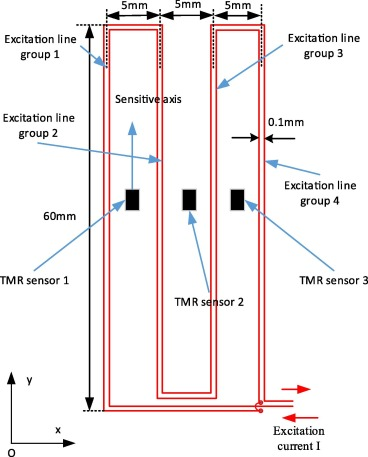 5mm
5mm
5mm
Excitation line
group 1
Excitation line
group 3
Sensitive axis
Excitation line
group 2
0.1mm
Excitation line
group 4
60mm
TMR sensor 1
TMR sensor 2
TMR sensor 3
y
x
O
Excitation
current I